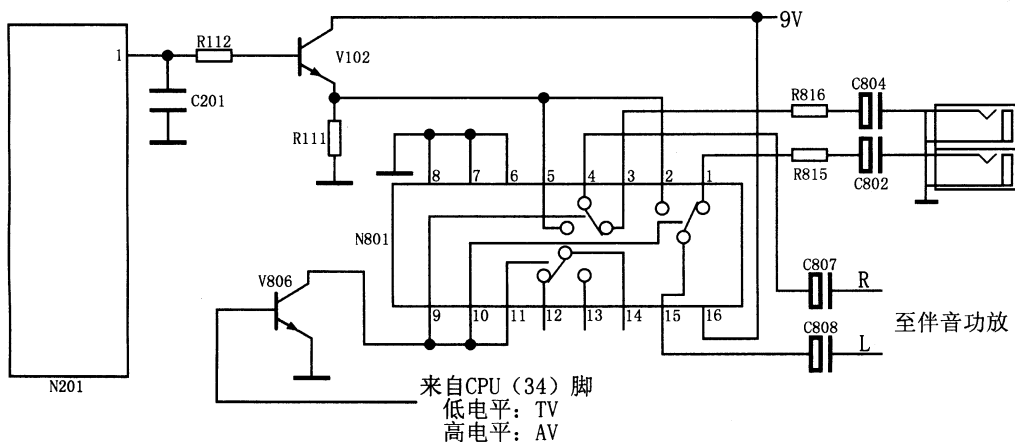 9V
1
R112
V102
C201
R111
R816
C804
R815
C802
8
7
6
5
4
3
2
1
N801
V806
C807
R
9
10
11
12
13
14
15
16
C808
L
至伴音功放
N201
来自CPU（34）脚
低电平：TV
高电平：AV